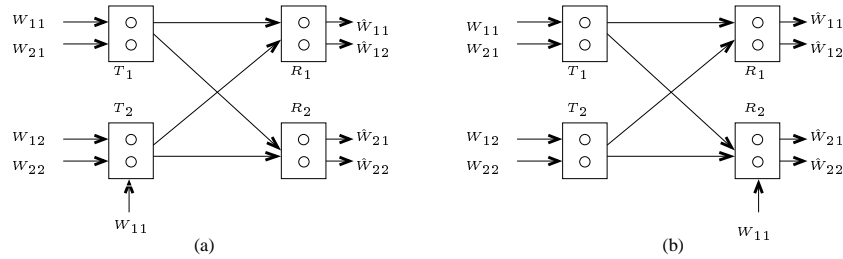 W₁₁ Ŵ₁₁
W₂₁ Ŵ₁₂
T₁ R₁
T₂ R₂
W₁₂ Ŵ₂₁
W₂₂ Ŵ₂₂
W₁₁
(a)
W₁₁ Ŵ₁₁
W₂₁ Ŵ₁₂
T₁ R₁
T₂ R₂
W₁₂ Ŵ₂₁
W₂₂ Ŵ₂₂
W₁₁
(b)